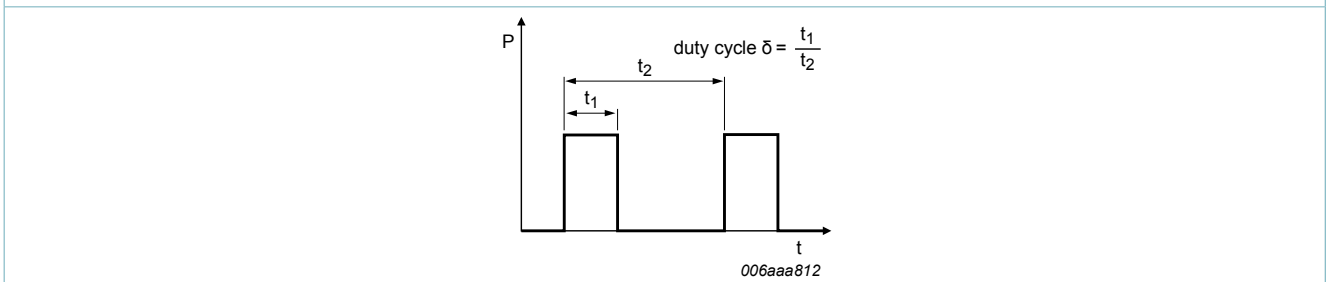 P
duty cycle δ = t1
t2
t2
t1
t
006aaa812